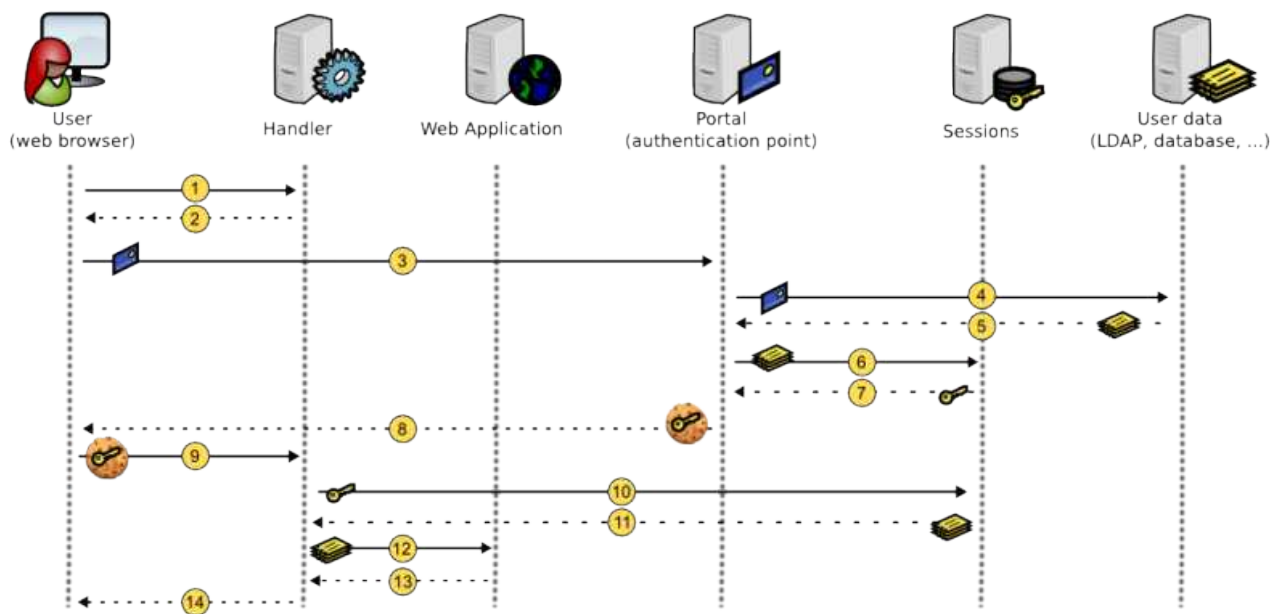 User
(web browser)
Handler
Web Application
Portal
(authentication point)
Sessions
User data
(LDAP, database, ...)
1
2
3
4
5
6
7
8
9
10
11
12
13
14